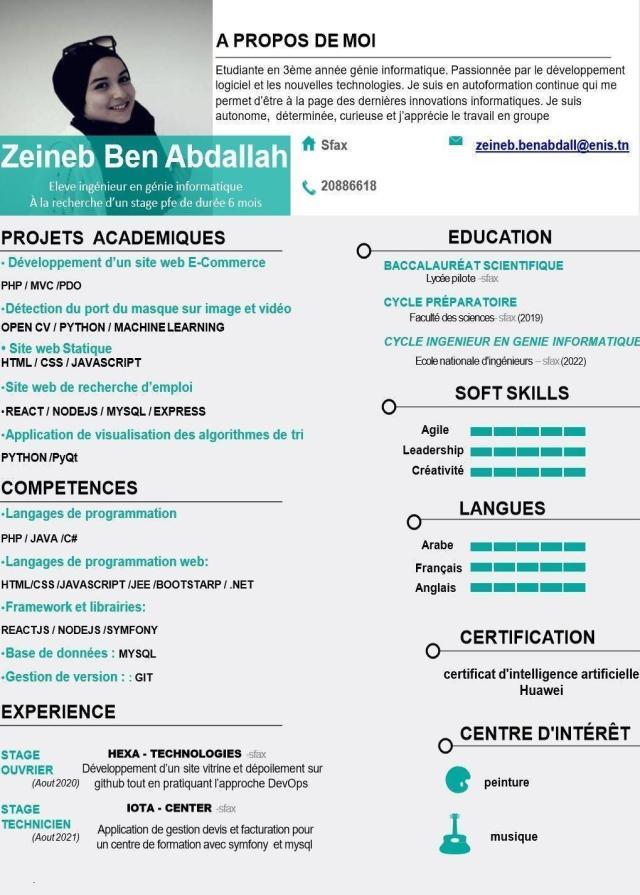 A PROPOS DE MOI
Etudiante en 3ème année génie informatique. Passionnée par le développement
logiciel et les nouvelles technologies. Je suis en autoformation continue qui me
permet d'être à la page des dernières innovations informatiques. Je suis
autonome, déterminée, curieuse et j'apprécie le travail en groupe
Zeineb Ben Abdallah
Eleve ingénieur en génie informatique
À la recherche d'un stage pfe de durée 6 mois
Sfax
zeineb.benabdall@enis.tn
20886618
PROJETS ACADEMIQUES
• Développement d'un site web E-Commerce
PHP / MVC /PDO
•Détection du port du masque sur image et vidéo
OPEN CV / PYTHON / MACHINE LEARNING
• Site web Statique
HTML / CSS / JAVASCRIPT
•Site web de recherche d'emploi
•REACT / NODEJS / MYSQL / EXPRESS
•Application de visualisation des algorithmes de tri
PYTHON /PyQt
COMPETENCES
•Langages de programmation
PHP / JAVA /C#
•Langages de programmation web:
HTML/CSS /JAVASCRIPT /JEE /BOOTSTARP / .NET
•Framework et librairies:
REACTJS / NODEJS /SYMFONY
•Base de données : MYSQL
•Gestion de version : : GIT
EXPERIENCE
STAGE
OUVRIER
(Aout 2020)
HEXA - TECHNOLOGIES -sfax
Développement d'un site vitrine et dépoilement sur
github tout en pratiquant l'approche DevOps
STAGE
TECHNICIEN
(Aout 2021)
IOTA - CENTER -sfax
Application de gestion devis et facturation pour
un centre de formation avec symfony et mysql
EDUCATION
BACCALAURÉAT SCIENTIFIQUE
Lycée pilote -sfax
CYCLE PRÉPARATOIRE
Faculté des sciences- sfax (2019)
CYCLE INGENIEUR EN GENIE INFORMATIQUE
Ecole nationale d'ingénieurs – sfax (2022)
SOFT SKILLS
Agile
Leadership
Créativité
LANGUES
Arabe
Français
Anglais
CERTIFICATION
certificat d'intelligence artificielle
Huawei
CENTRE D'INTÉRÊT
peinture
musique